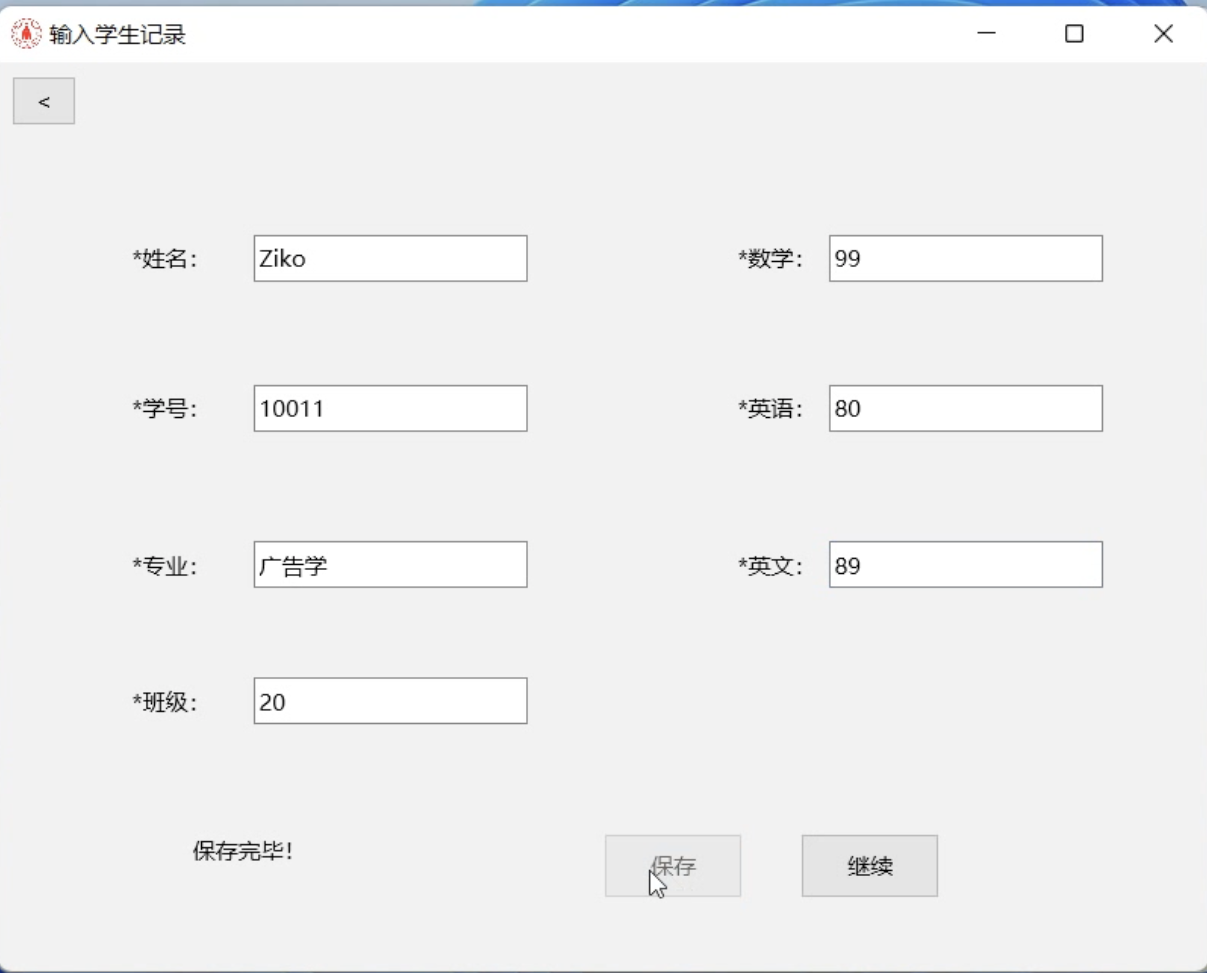 输入学生记录
<
*姓名： Ziko *数学： 99
*学号： 10011 *英语： 80
*专业： 广告学 *英文： 89
*班级： 20
保存完毕！ 保存 继续